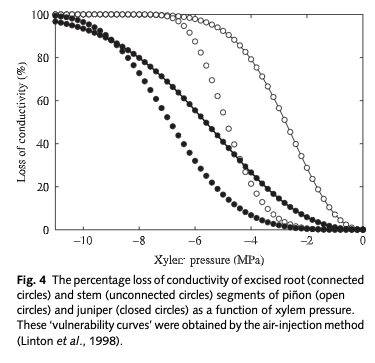 100
80
60
40
20
0
Loss of conductivity (%)
−10 −8 −6 −4 −2 0
Xylem pressure (MPa)
Fig. 4 The percentage loss of conductivity of excised root (connected
circles) and stem (unconnected circles) segments of piñon (open
circles) and juniper (closed circles) as a function of xylem pressure.
These ‘vulnerability curves’ were obtained by the air-injection method
(Linton et al., 1998).